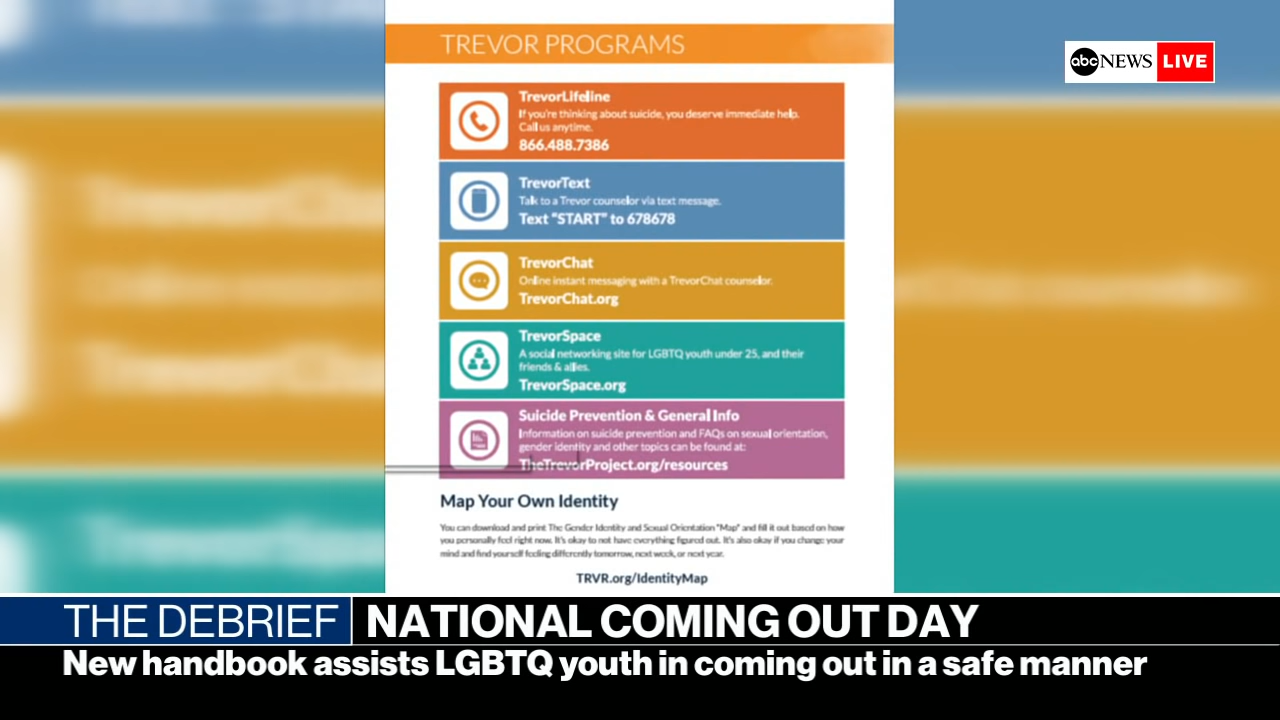 TREVOR PROGRAMS
abc NEWS LIVE
TrevorLifeline
If you're thinking about suicide, you deserve immediate help.
Call us anytime.
866.488.7386
TrevorText
Talk to a Trevor counselor via text message.
Text “START” to 678678
TrevorChat
Online instant messaging with a TrevorChat counselor.
TrevorChat.org
TrevorSpace
A social networking site for LGBTQ youth under 25, and their
friends & allies.
TrevorSpace.org
Suicide Prevention & General Info
Information on suicide prevention and FAQs on sexual orientation,
gender identity and other topics can be found at:
TheTrevorProject.org/resources
Map Your Own Identity
You can download and print The Gender Identity and Sexual Orientation "Map" and fill it out based on how
you personally feel right now. It's okay to not have everything figured out. It's also okay if you change your
mind and find yourself feeling differently tomorrow, next week, or next year.
TRVR.org/IdentityMap
THE DEBRIEF NATIONAL COMING OUT DAY
New handbook assists LGBTQ youth in coming out in a safe manner